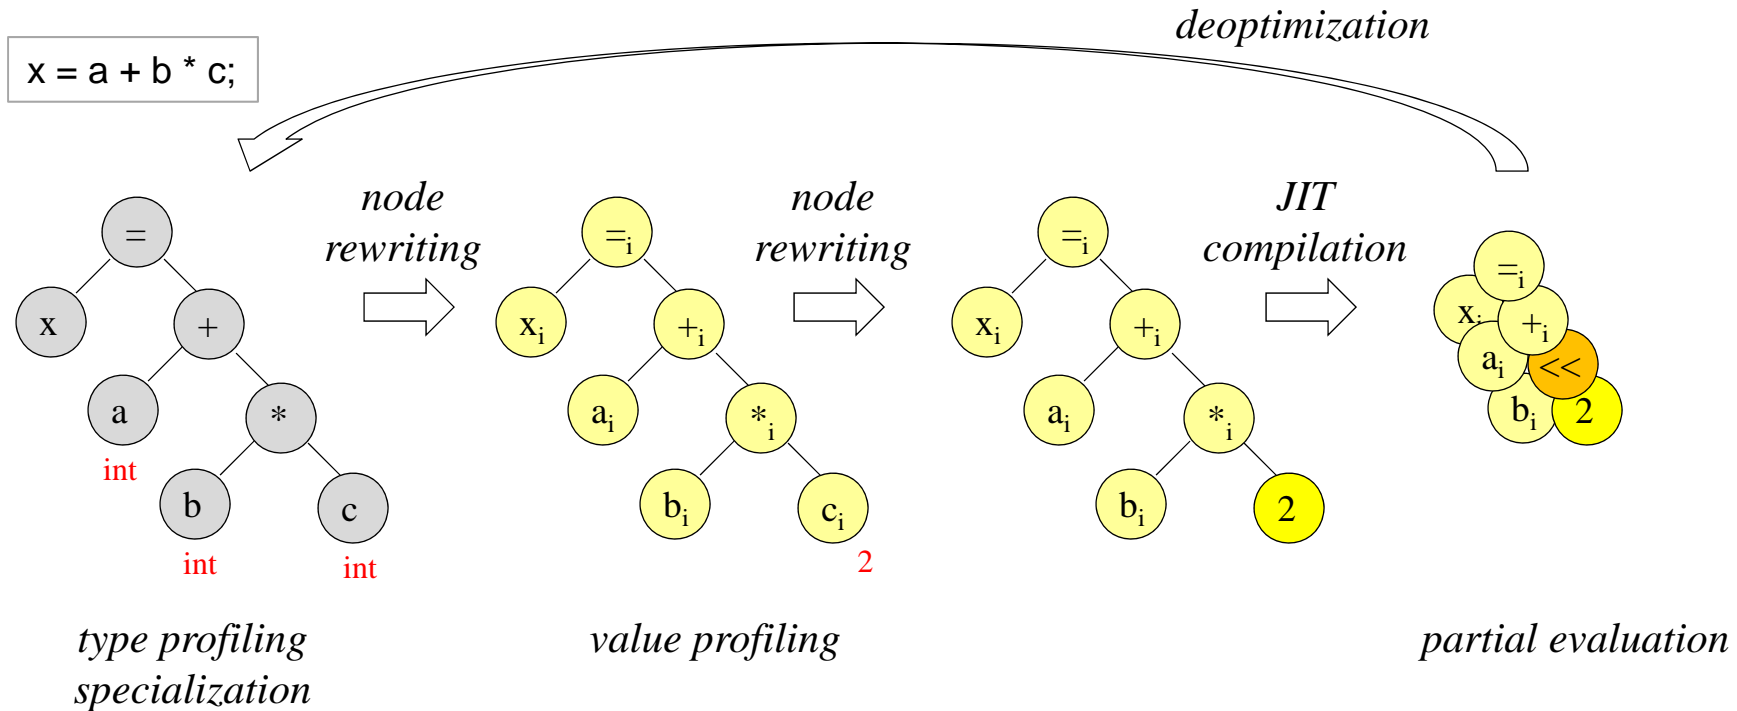 deoptimization
x = a + b * c;
node
rewriting
node
rewriting
JIT
compilation
=
x
+
a
*
b
c
int
int
int
=i
xi
+i
ai
*i
bi
ci
2
=i
xi
+i
ai
*i
bi
2
=i
xi
+i
ai
<<
bi
2
type profiling
specialization
value profiling
partial evaluation